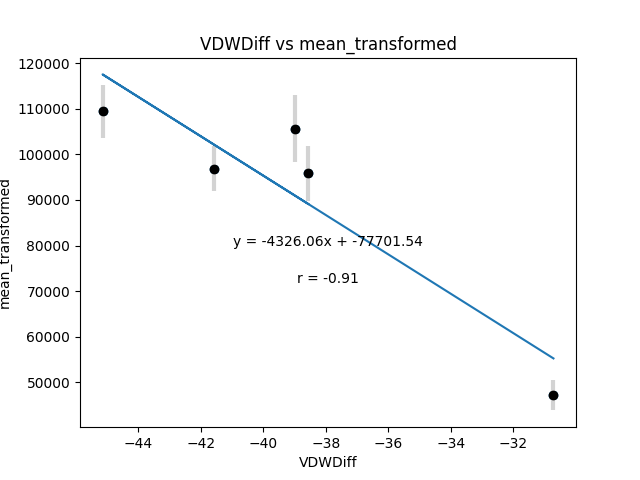 VDWDiff vs mean_transformed
120000
110000
100000
90000
80000
70000
60000
50000
mean_transformed
y = -4326.06x + -77701.54
r = -0.91
−44 −42 −40 −38 −36 −34 −32
VDWDiff